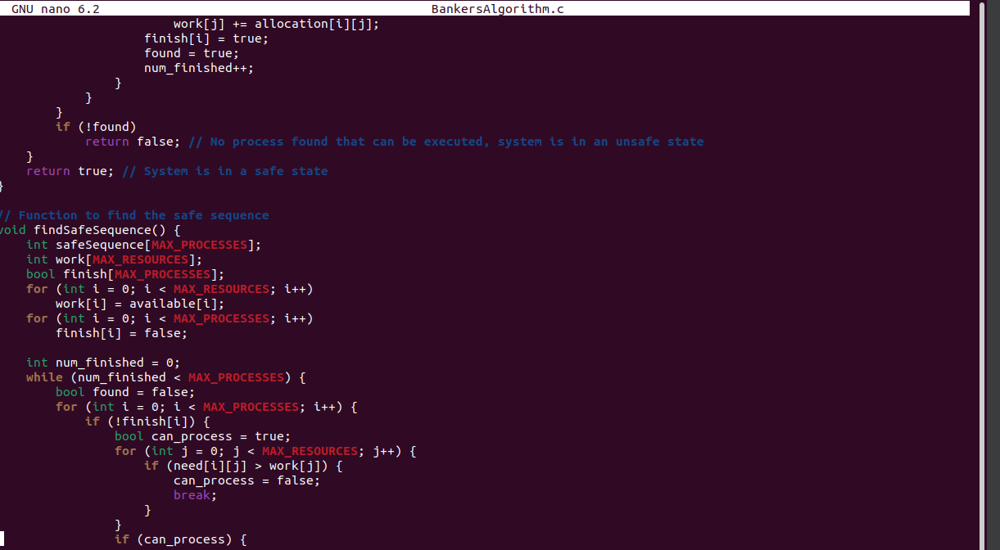 GNU nano 6.2 BankersAlgorithm.c
work[j] += allocation[i][j];
finish[i] = true;
found = true;
num_finished++;
}
}
}
if (!found)
return false; // No process found that can be executed, system is in an unsafe state
}
return true; // System is in a safe state
}
// Function to find the safe sequence
void findSafeSequence() {
int safeSequence[MAX_PROCESSES];
int work[MAX_RESOURCES];
bool finish[MAX_PROCESSES];
for (int i = 0; i < MAX_RESOURCES; i++)
work[i] = available[i];
for (int i = 0; i < MAX_PROCESSES; i++)
finish[i] = false;
int num_finished = 0;
while (num_finished < MAX_PROCESSES) {
bool found = false;
for (int i = 0; i < MAX_PROCESSES; i++) {
if (!finish[i]) {
bool can_process = true;
for (int j = 0; j < MAX_RESOURCES; j++) {
if (need[i][j] > work[j]) {
can_process = false;
break;
}
}
if (can_process) {